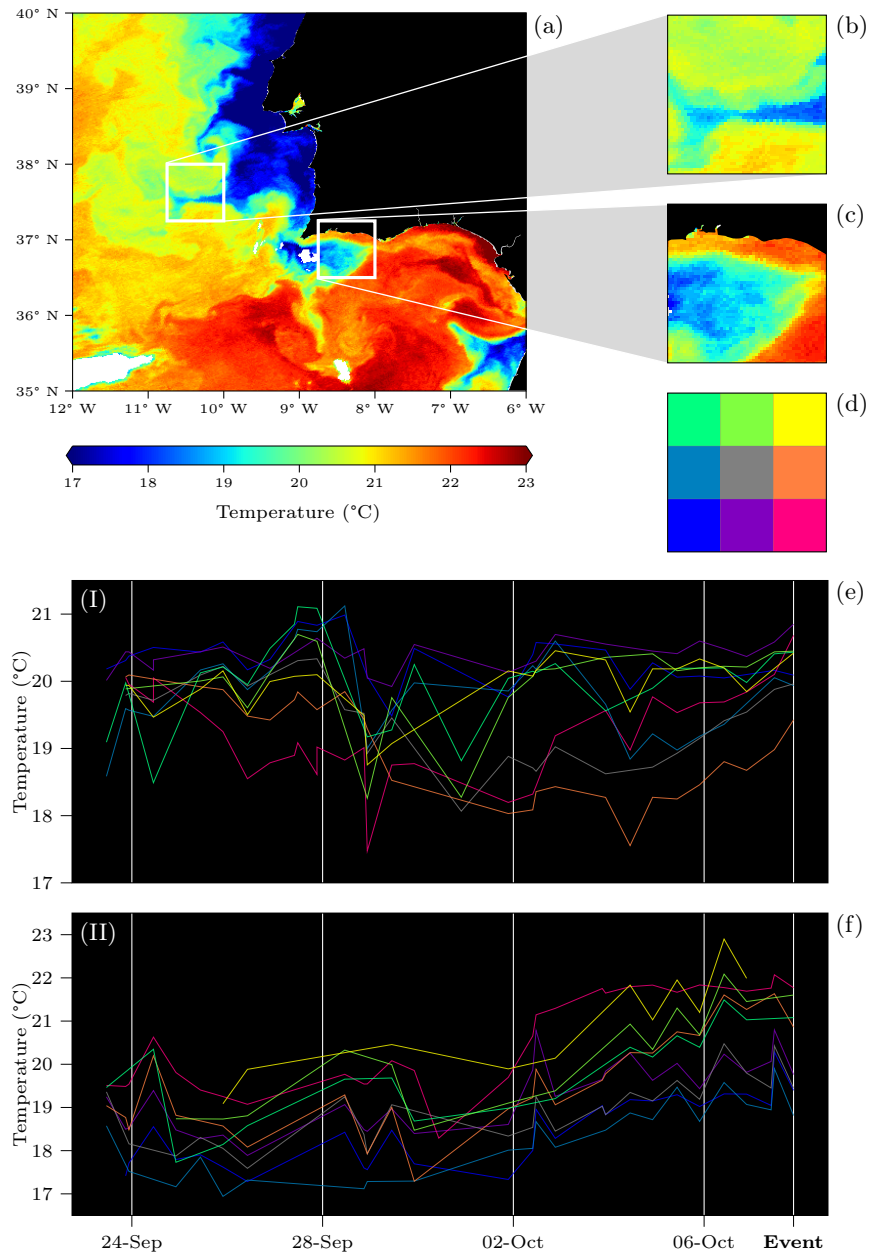 40° N
(a)
(b)
39° N
38° N
37° N
(c)
36° N
35° N
12° W 11° W 10° W 9° W 8° W 7° W 6° W
(d)
17 18 19 20 21 22 23
Temperature (°C)
(I)
(e)
21
20
19
18
17
Temperature (°C)
(II)
(f)
23
22
21
20
19
18
17
Temperature (°C)
24-Sep 28-Sep 02-Oct 06-Oct Event